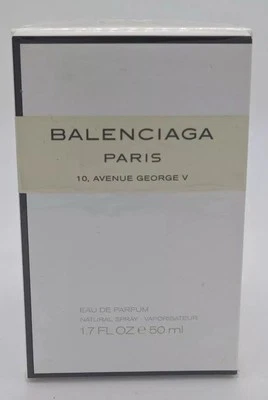 BALENCIAGA
PARIS
10, AVENUE GEORGE V
EAU DE PARFUM
NATURAL SPRAY - VAPORISATEUR
1.7 FL OZ e 50 ml